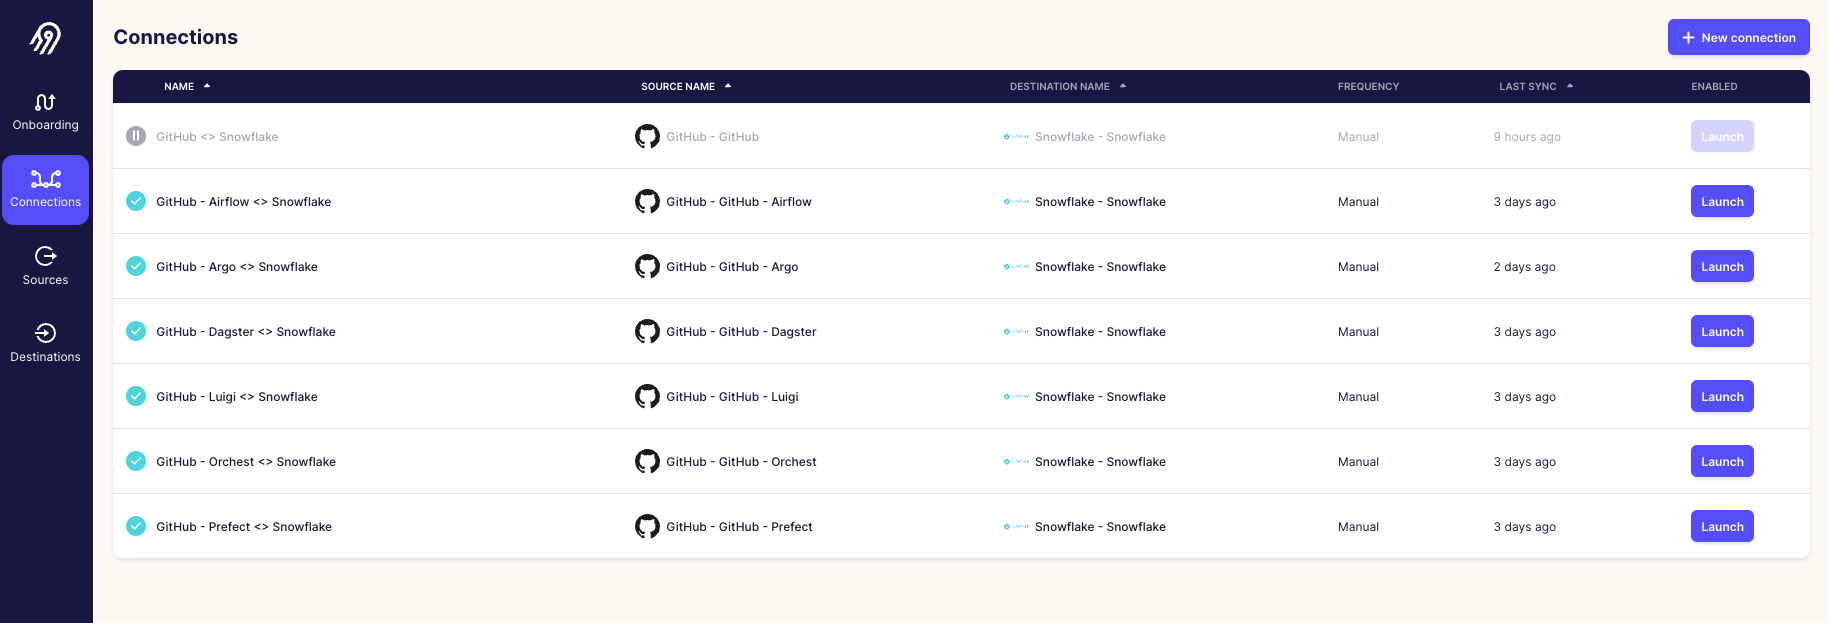 Connections
New connection
Onboarding
Connections
Sources
Destinations
NAME SOURCE NAME DESTINATION NAME FREQUENCY LAST SYNC ENABLED
GitHub <> Snowflake GitHub - GitHub Snowflake - Snowflake Manual 9 hours ago Launch
GitHub - Airflow <> Snowflake GitHub - GitHub - Airflow Snowflake - Snowflake Manual 3 days ago Launch
GitHub - Argo <> Snowflake GitHub - GitHub - Argo Snowflake - Snowflake Manual 2 days ago Launch
GitHub - Dagster <> Snowflake GitHub - GitHub - Dagster Snowflake - Snowflake Manual 3 days ago Launch
GitHub - Luigi <> Snowflake GitHub - GitHub - Luigi Snowflake - Snowflake Manual 3 days ago Launch
GitHub - Orchest <> Snowflake GitHub - GitHub - Orchest Snowflake - Snowflake Manual 3 days ago Launch
GitHub - Prefect <> Snowflake GitHub - GitHub - Prefect Snowflake - Snowflake Manual 3 days ago Launch